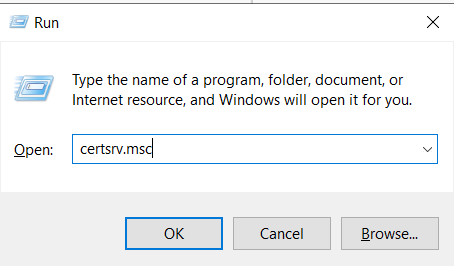 Run
Type the name of a program, folder, document, or
Internet resource, and Windows will open it for you.
Open: certsrv.msc
OK Cancel Browse...